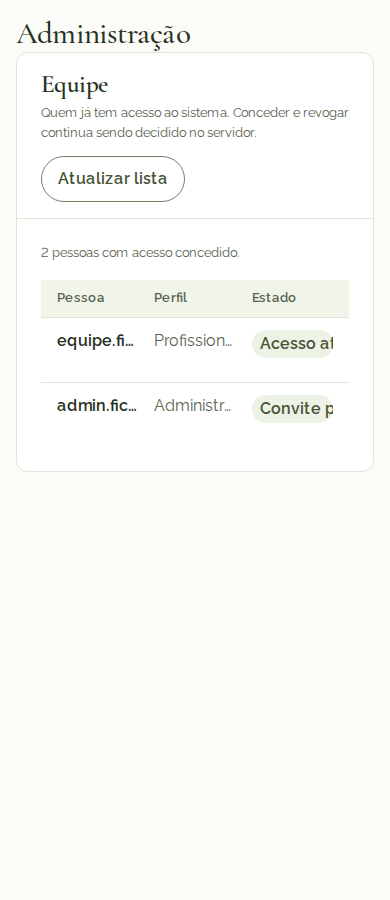 Administração
Equipe
Quem já tem acesso ao sistema. Conceder e revogar
continua sendo decidido no servidor.
Atualizar lista
2 pessoas com acesso concedido.
Pessoa Perfil Estado
equipe.fi… Profission… Acesso at
admin.fic… Administr… Convite p